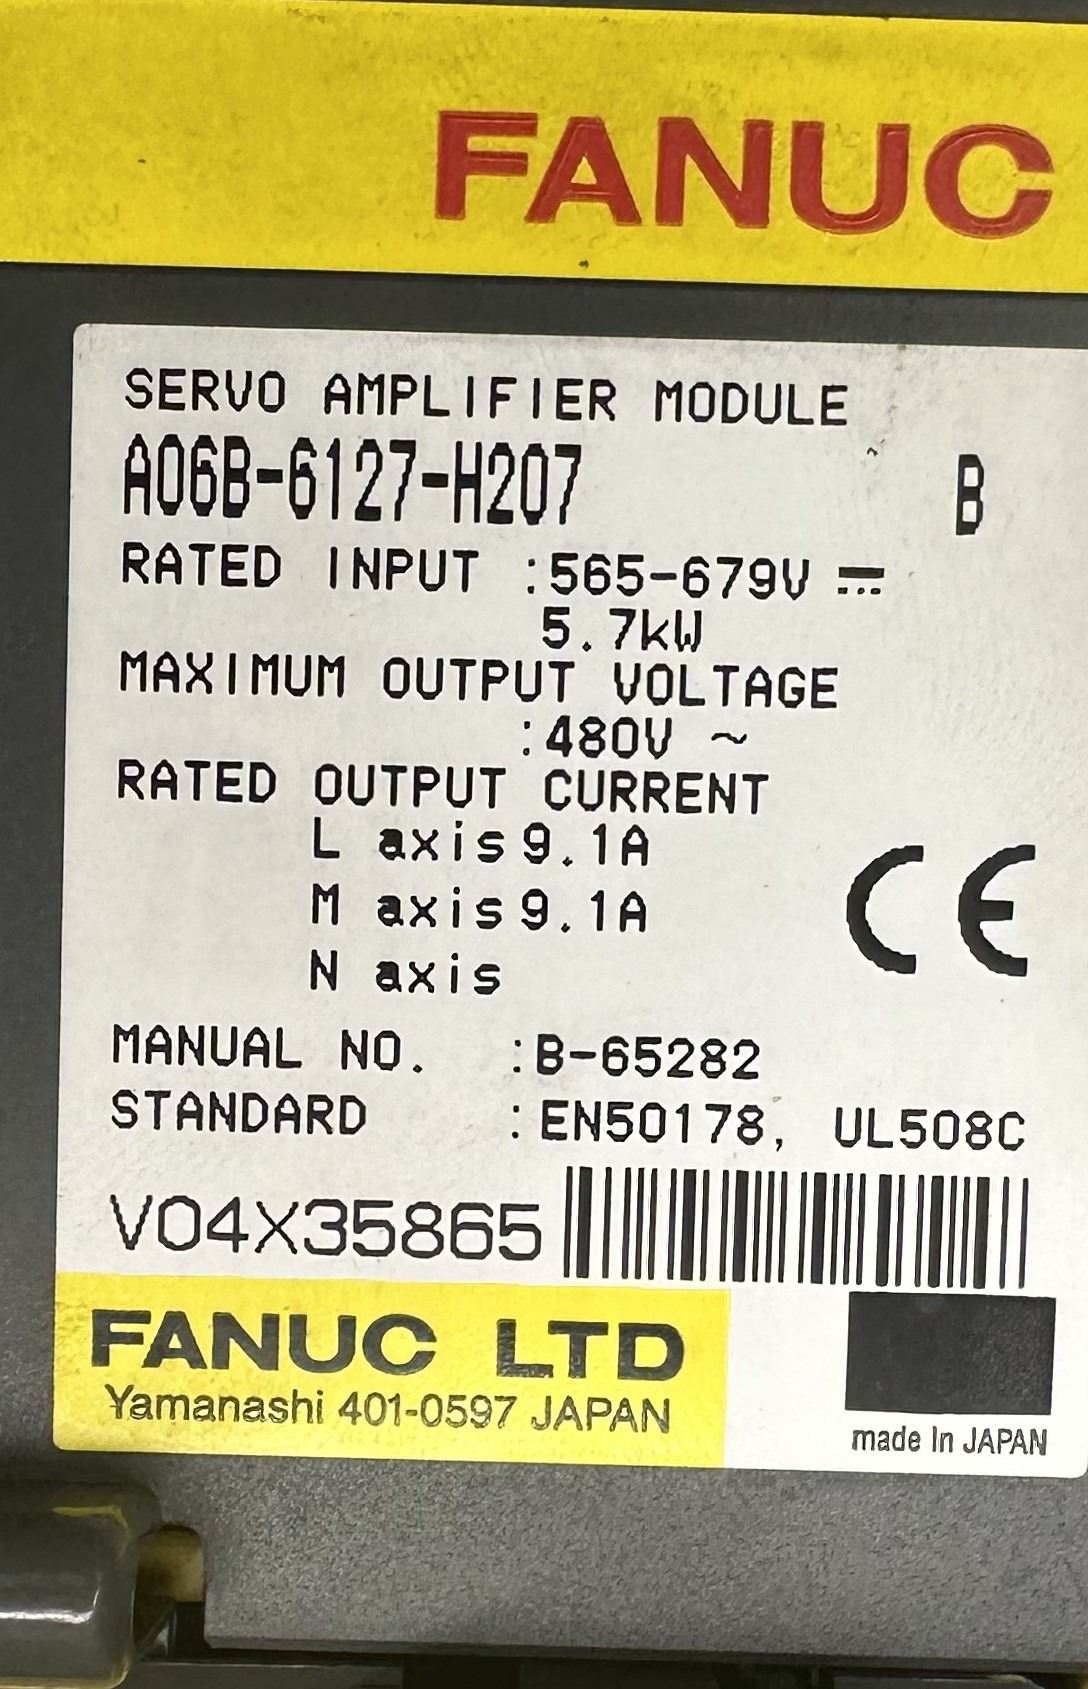 FANUC
SERVO AMPLIFIER MODULE
A06B-6127-H207 B
RATED INPUT :565-679V ⎓
5.7kW
MAXIMUM OUTPUT VOLTAGE
:480V ~
RATED OUTPUT CURRENT
L axis 9.1A
M axis 9.1A
N axis
CE
MANUAL NO. :B-65282
STANDARD :EN50178, UL508C
V04X35865
FANUC LTD
Yamanashi 401-0597 JAPAN
made In JAPAN